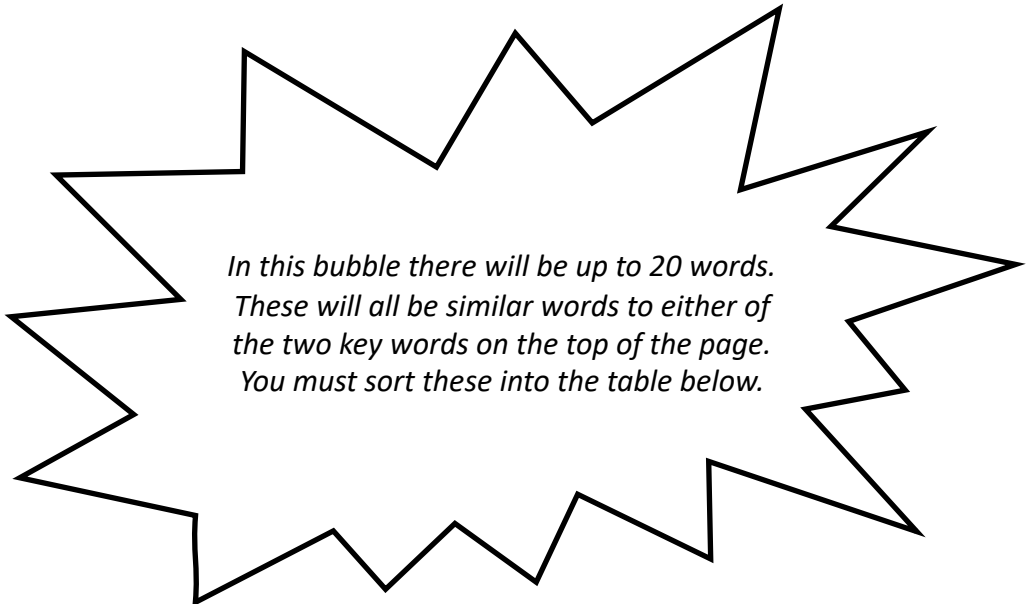 In this bubble there will be up to 20 words.
These will all be similar words to either of
the two key words on the top of the page.
You must sort these into the table below.